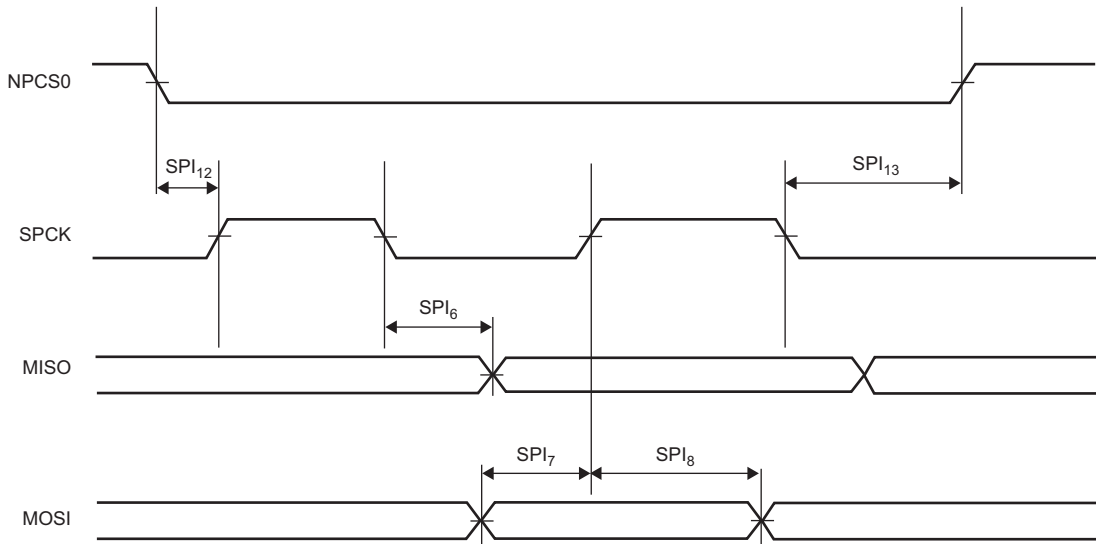 NPCS0
SPI₁₂
SPI₁₃
SPCK
SPI₆
MISO
SPI₇
SPI₈
MOSI